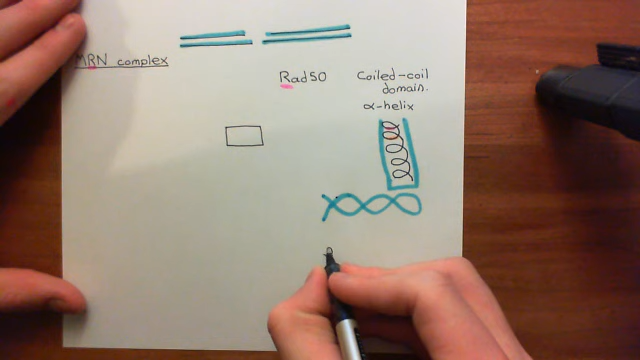 MRN complex
Rad50
Coiled-coil
domain.
α-helix